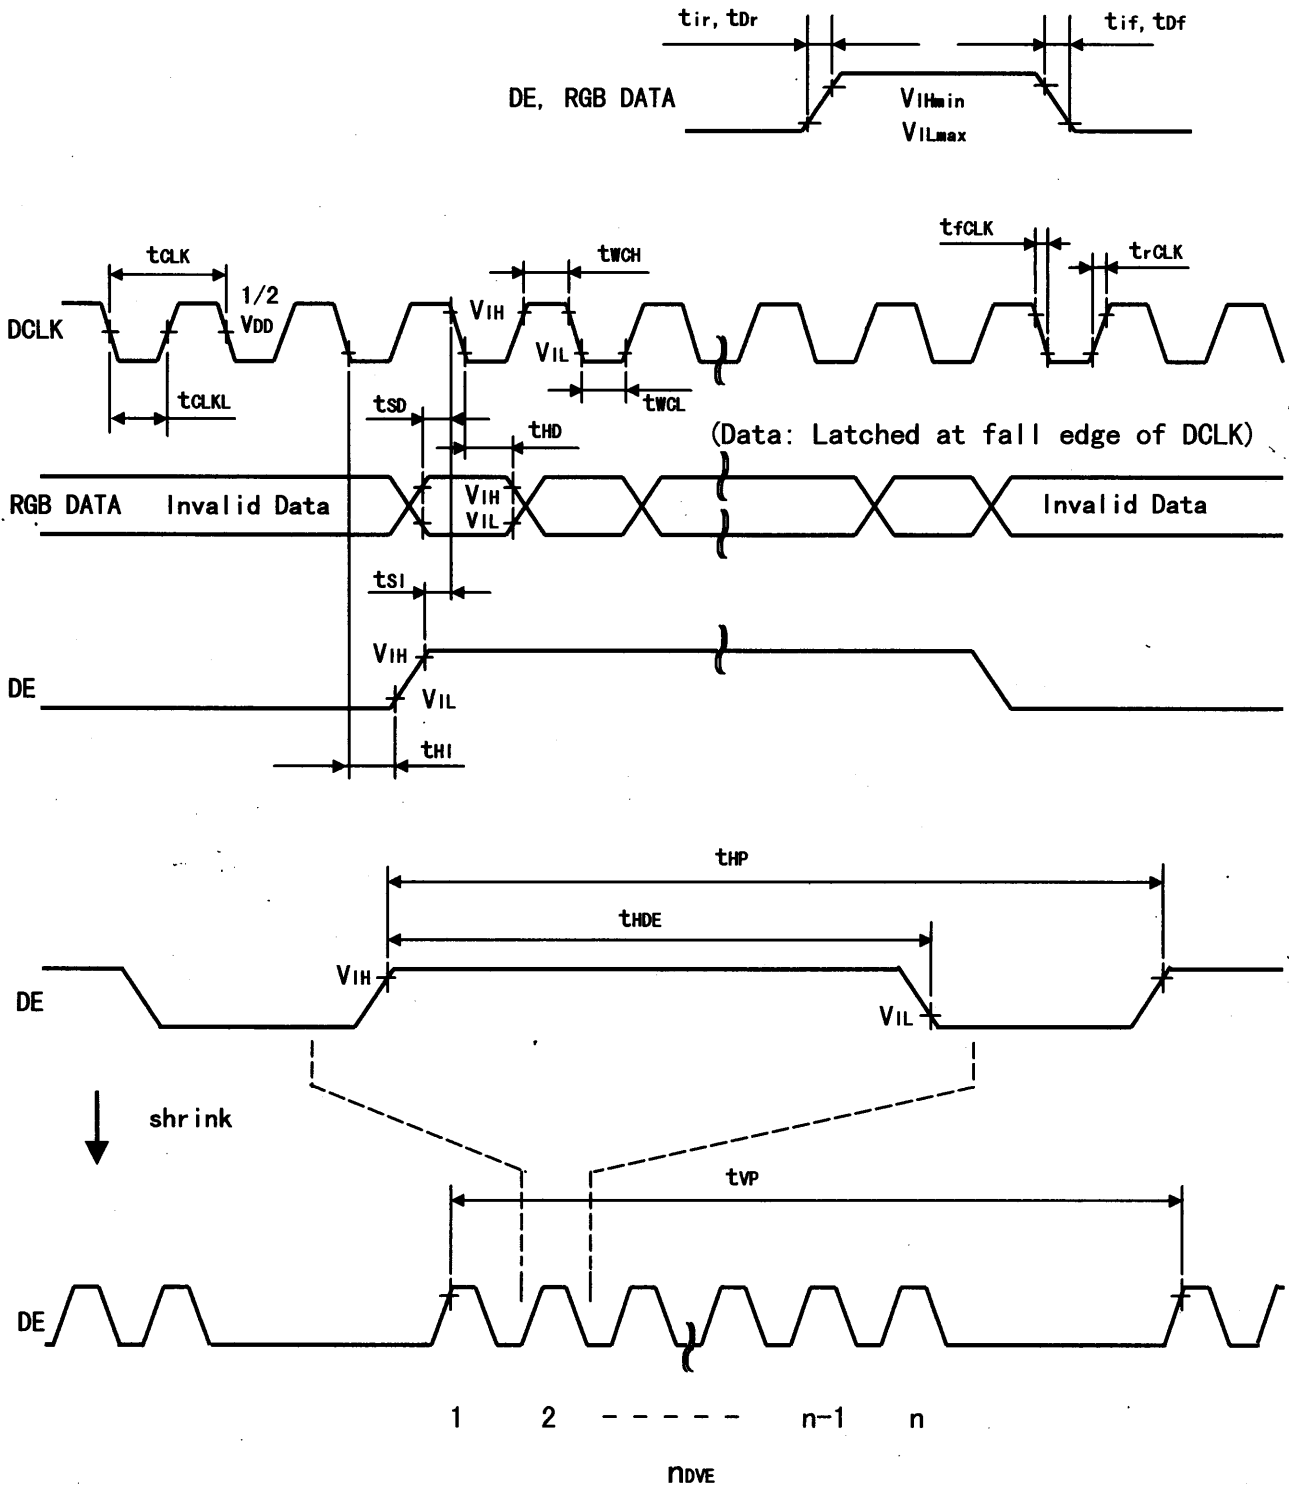 tir, tDr
tif, tDf
DE, RGB DATA
VIHmin
VILmax
tfCLK
tCLK
tWCH
trCLK
1/2
VDD
VIH
DCLK
VIL
tCLKL
tSD
tWCL
tHD
(Data: Latched at fall edge of DCLK)
RGB DATA
Invalid Data
VIH
VIL
Invalid Data
tSI
VIH
DE
VIL
tHI
tHP
tHDE
VIH
DE
VIL
shrink
tVP
DE
1 2 ----- n-1 n
nDVE